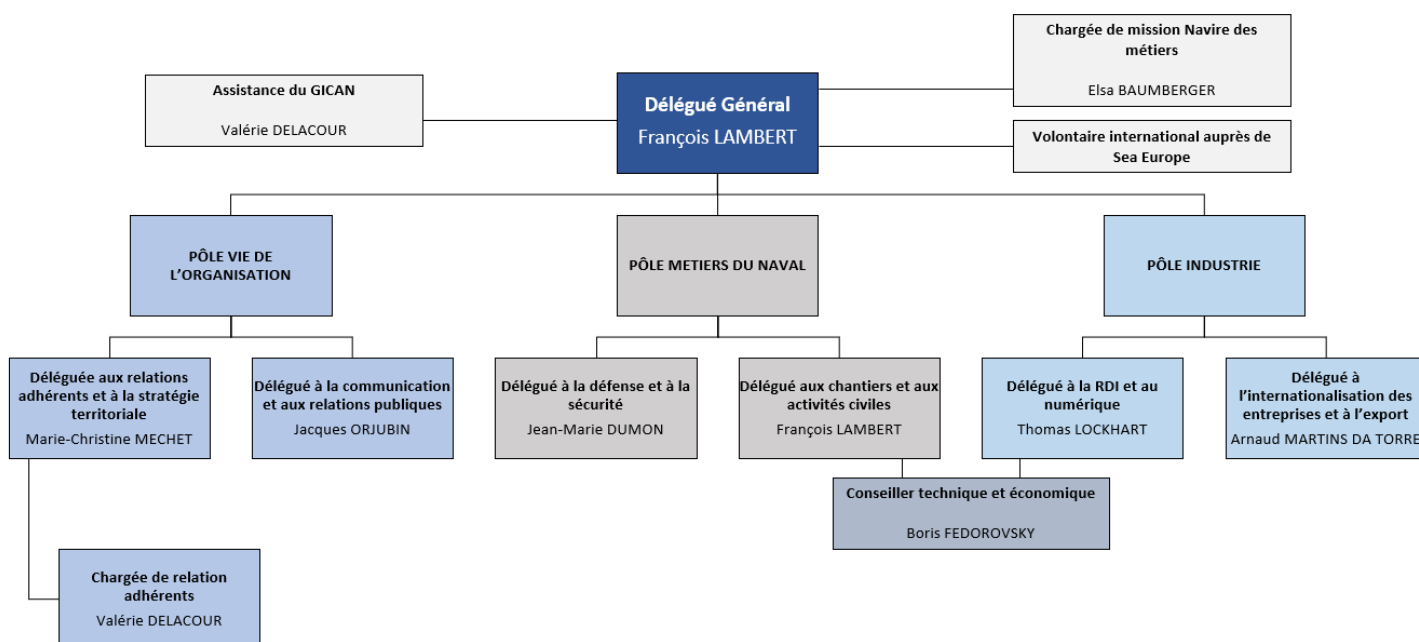 Chargée de mission Navire des
métiers
Elsa BAUMBERGER
Assistance du GICAN
Valérie DELACOUR
Délégué Général
François LAMBERT
Volontaire international auprès de
Sea Europe
PÔLE VIE DE
L’ORGANISATION
PÔLE METIERS DU NAVAL
PÔLE INDUSTRIE
Déléguée aux relations
adhérents et à la stratégie
territoriale
Marie-Christine MECHET
Délégué à la communication
et aux relations publiques
Jacques ORJUBIN
Délégué à la défense et à la
sécurité
Jean-Marie DUMON
Délégué aux chantiers et aux
activités civiles
François LAMBERT
Délégué à la RDI et au
numérique
Thomas LOCKHART
Délégué à
l’internationalisation des
entreprises et à l’export
Arnaud MARTINS DA TORRE
Conseiller technique et économique
Boris FEDOROVSKY
Chargée de relation
adhérents
Valérie DELACOUR